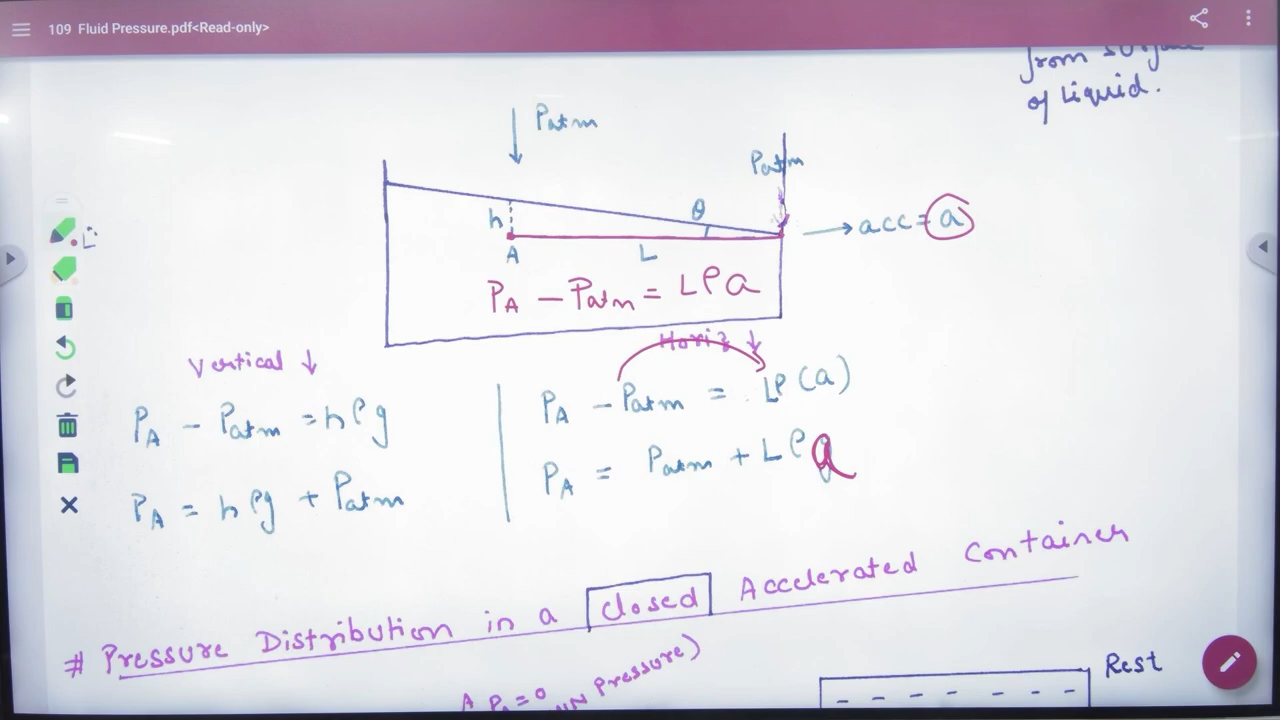 109 Fluid Pressure.pdf<Read-only>
from surface
of Liquid.
Patm
Patm
h
θ
→ acc = a
A
L
PA - Patm = Lρa
Horiz ↓
Vertical ↓
PA - Patm = hρg
PA - Patm = Lρ(a)
PA = hρg + Patm
PA = Patm + Lρa
# Pressure Distribution in a closed Accelerated Container
Rest
Pressure)